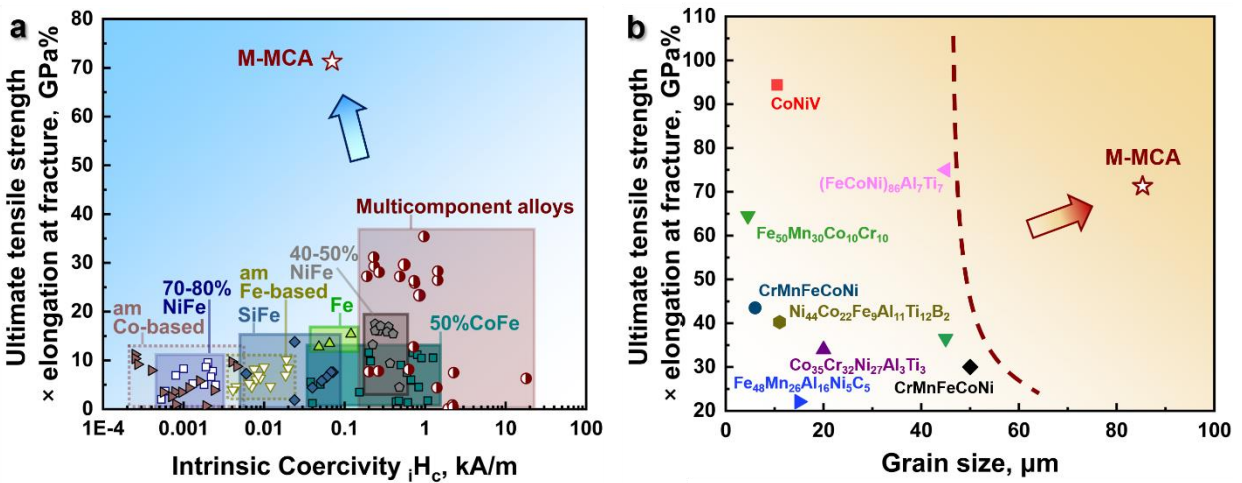 a
Ultimate tensile strength
× elongation at fracture, GPa%
80
70
60
50
40
30
20
10
0
M-MCA
Multicomponent alloys
40-50%
NiFe
70-80%
NiFe
am
Fe-based
am
Co-based
SiFe
Fe
50%CoFe
1E-4
0.001
0.01
0.1
1
10
100
Intrinsic Coercivity ᵢH꜀, kA/m
b
Ultimate tensile strength
× elongation at fracture, GPa%
110
100
90
80
70
60
50
40
30
20
CoNiV
M-MCA
(FeCoNi)₈₆Al₇Ti₇
Fe₅₀Mn₃₀Co₁₀Cr₁₀
CrMnFeCoNi
Ni₄₄Co₂₂Fe₉Al₁₁Ti₁₂B₂
Co₃₅Cr₃₂Ni₂₇Al₃Ti₃
CrMnFeCoNi
Fe₄₈Mn₂₆Al₁₆Ni₅C₅
0
20
40
60
80
100
Grain size, μm